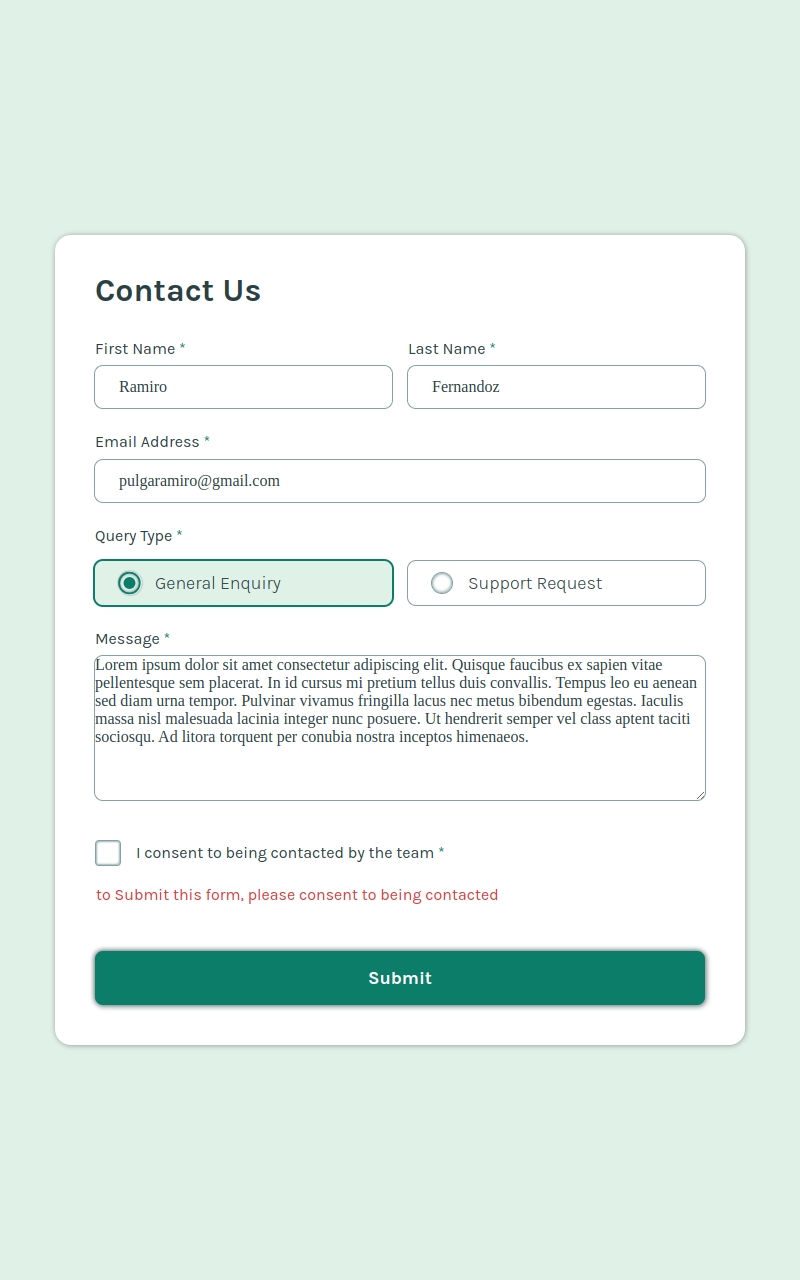 Contact Us
First Name * Last Name *
Ramiro Fernandoz
Email Address *
pulgaramiro@gmail.com
Query Type *
General Enquiry Support Request
Message *
Lorem ipsum dolor sit amet consectetur adipiscing elit. Quisque faucibus ex sapien vitae
pellentesque sem placerat. In id cursus mi pretium tellus duis convallis. Tempus leo eu aenean
sed diam urna tempor. Pulvinar vivamus fringilla lacus nec metus bibendum egestas. Iaculis
massa nisl malesuada lacinia integer nunc posuere. Ut hendrerit semper vel class aptent taciti
sociosqu. Ad litora torquent per conubia nostra inceptos himenaeos.
I consent to being contacted by the team *
to Submit this form, please consent to being contacted
Submit